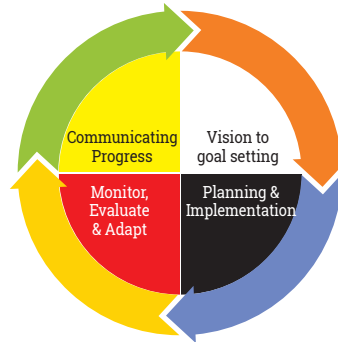 Communicating
Progress
Vision to
goal setting
Monitor,
Evaluate
& Adapt
Planning &
Implementation